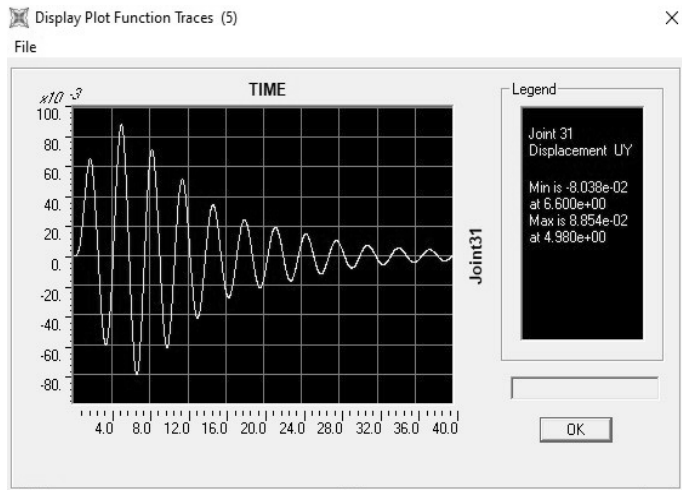 Display Plot Function Traces (5)
File
x10 -3
TIME
100.
80.
60.
40.
20.
0.
-20.
-40.
-60.
-80.
4.0 8.0 12.0 16.0 20.0 24.0 28.0 32.0 36.0 40.0
Joint31
Legend
Joint 31
Displacement UY
Min is -8.038e-02
at 6.600e+00
Max is 8.854e-02
at 4.980e+00
OK